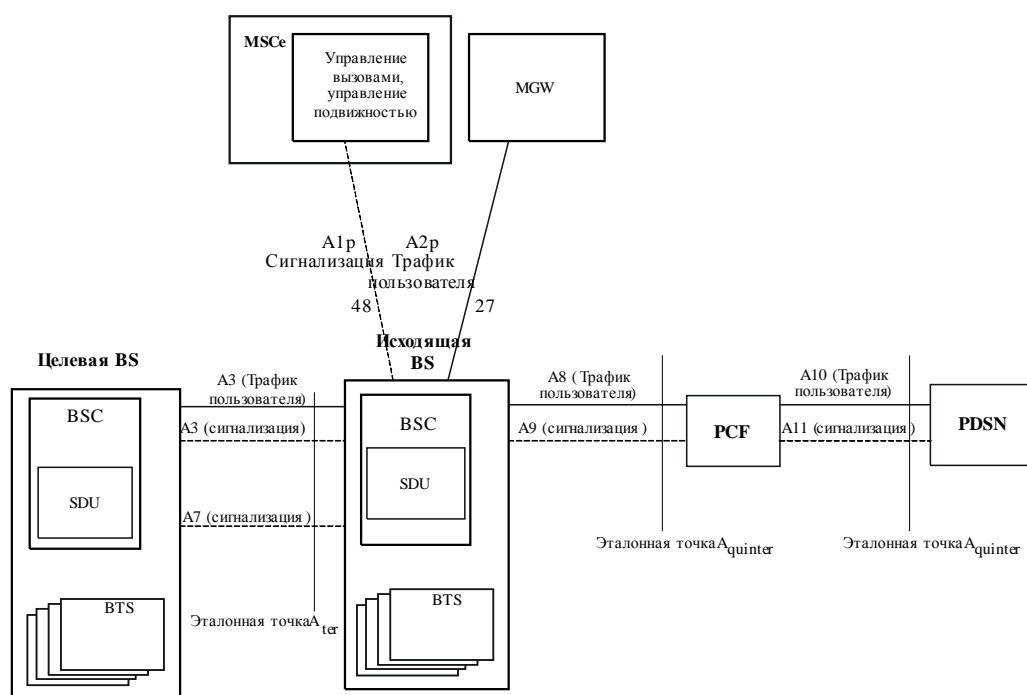 MSCe
Управление
вызовами,
управление
подвижностью
MGW
A1p
Сигнализация
A2p
Трафик
пользователя
48
27
Целевая BS
Исходящая
BS
A3 (Трафик
пользователя)
A3 (сигнализация)
A7 (сигнализация)
BSC
SDU
BTS
Эталонная точка A ter
BSC
SDU
BTS
A8 (Трафик
пользователя)
A9 (сигнализация)
PCF
A10 (Трафик
пользователя)
A11 (сигнализация)
PDSN
Эталонная точка A quinter
Эталонная точка A quinter